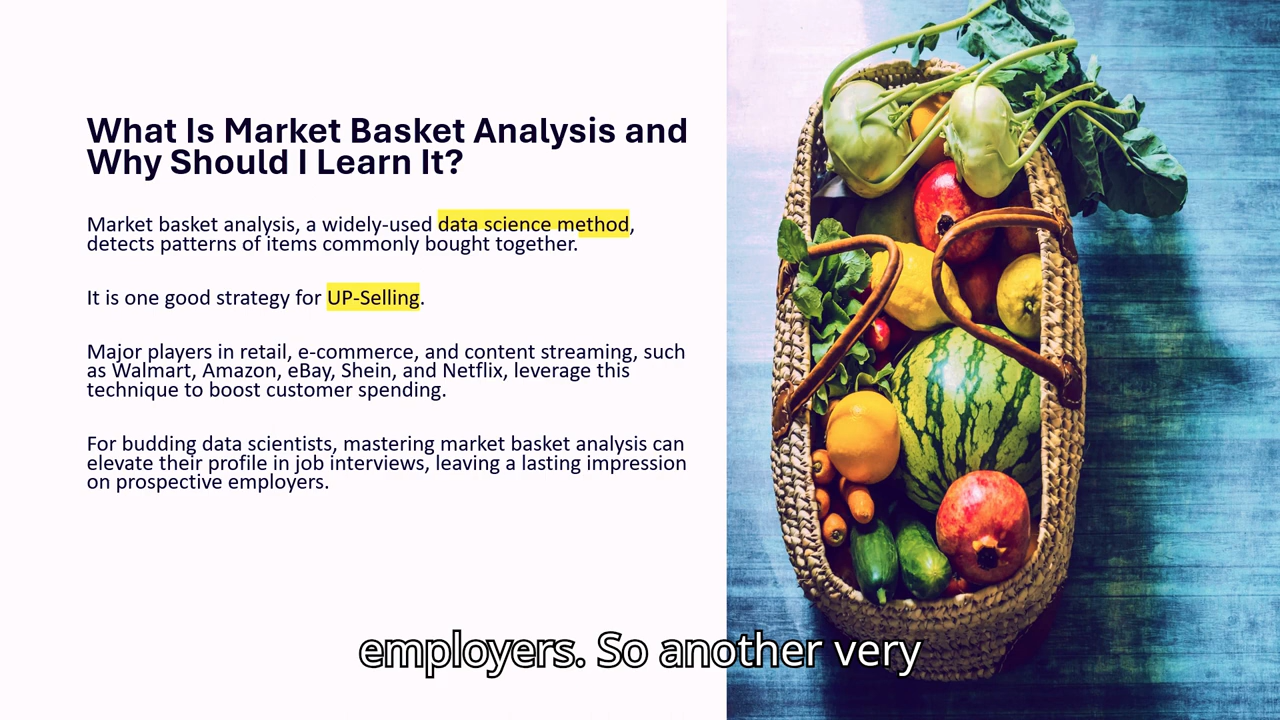 What Is Market Basket Analysis and
Why Should I Learn It?
Market basket analysis, a widely-used data science method,
detects patterns of items commonly bought together.
It is one good strategy for UP-Selling.
Major players in retail, e-commerce, and content streaming, such
as Walmart, Amazon, eBay, Shein, and Netflix, leverage this
technique to boost customer spending.
For budding data scientists, mastering market basket analysis can
elevate their profile in job interviews, leaving a lasting impression
on prospective employers.
employers. So another very